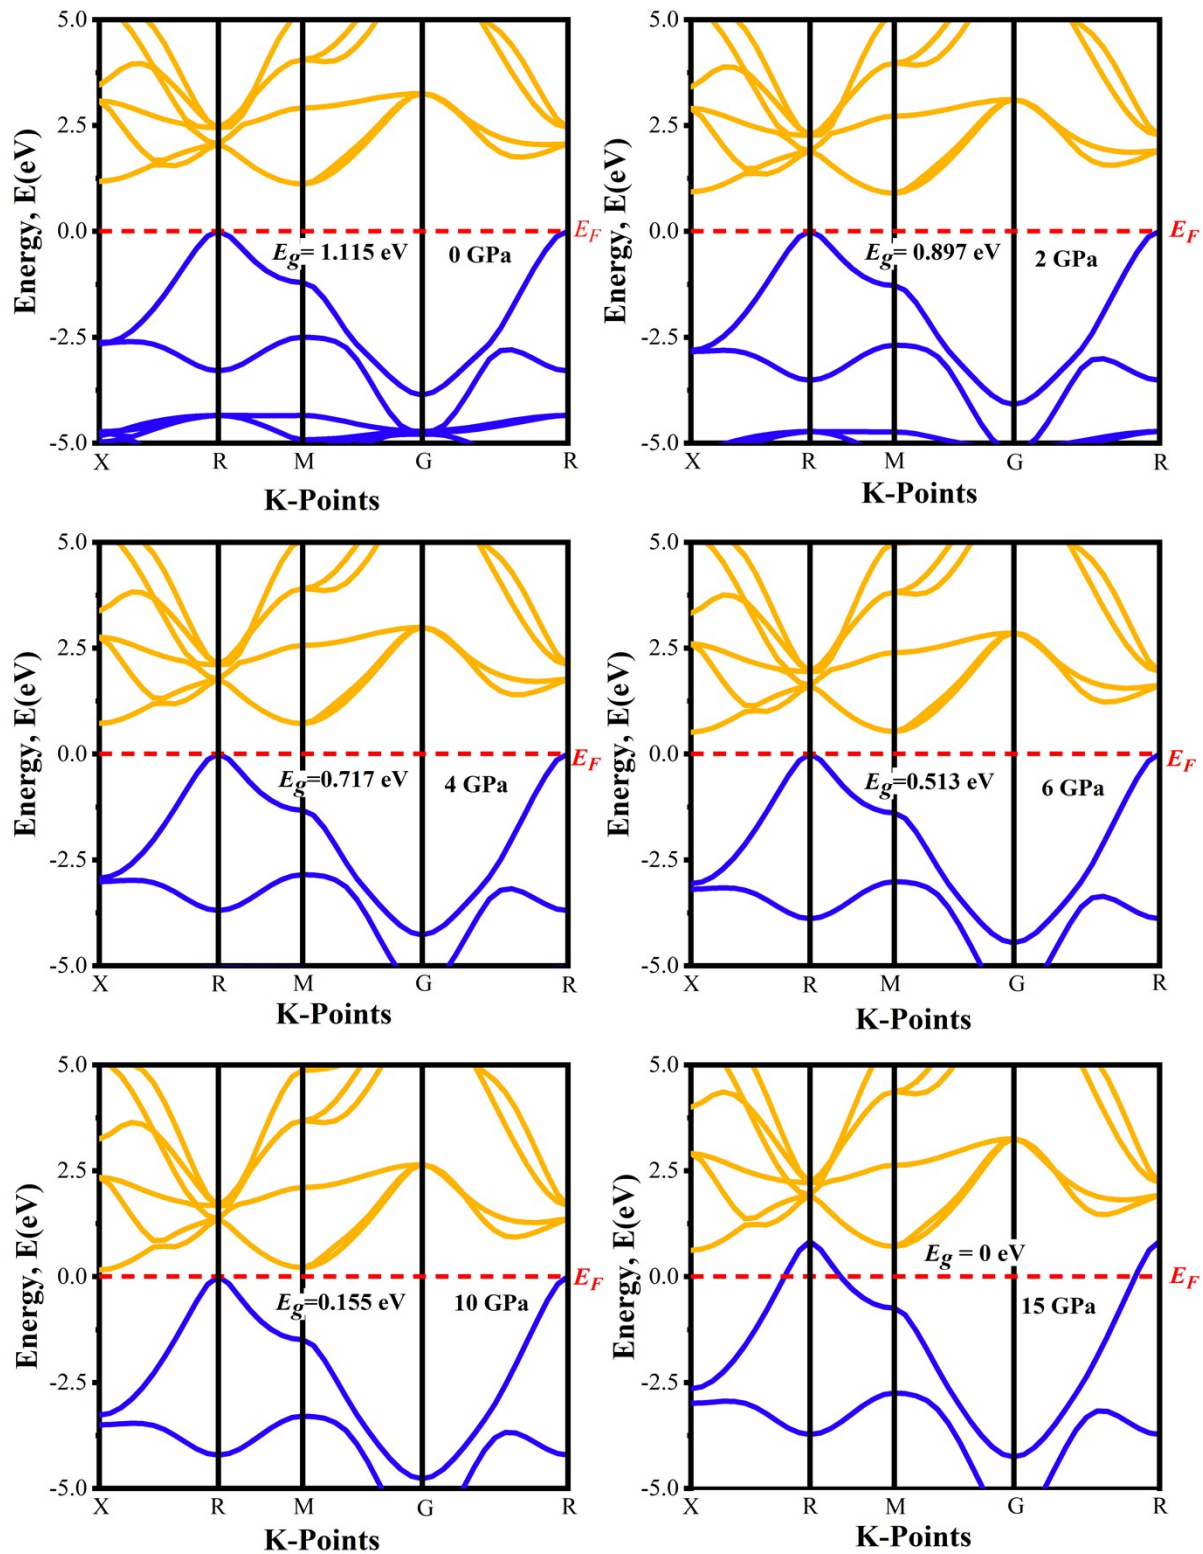 5.0
2.5
0.0
-2.5
-5.0
Energy, E(eV)
E_F
E_g= 1.115 eV
0 GPa
X R M G R
K-Points
5.0
2.5
0.0
-2.5
-5.0
Energy, E(eV)
E_F
E_g= 0.897 eV
2 GPa
X R M G R
K-Points
5.0
2.5
0.0
-2.5
-5.0
Energy, E(eV)
E_F
E_g=0.717 eV
4 GPa
X R M G R
K-Points
5.0
2.5
0.0
-2.5
-5.0
Energy, E(eV)
E_F
E_g=0.513 eV
6 GPa
X R M G R
K-Points
5.0
2.5
0.0
-2.5
-5.0
Energy, E(eV)
E_F
E_g=0.155 eV
10 GPa
X R M G R
K-Points
5.0
2.5
0.0
-2.5
-5.0
Energy, E(eV)
E_g = 0 eV
E_F
15 GPa
X R M G R
K-Points